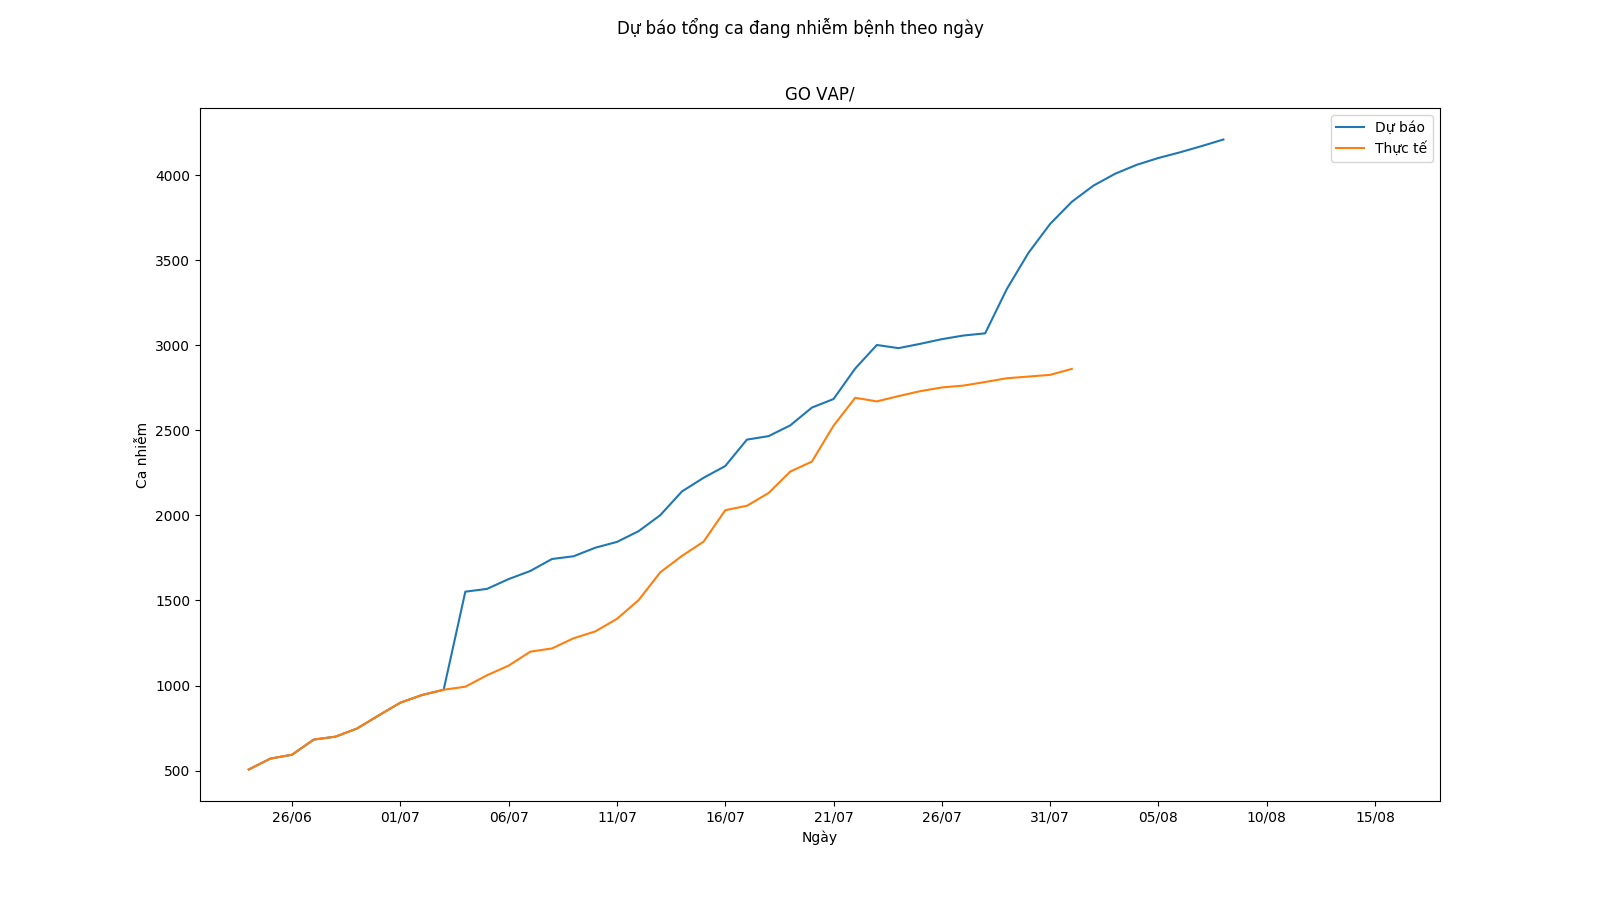 Dự báo tổng ca đang nhiễm bệnh theo ngày
GO VAP/
Dự báo
Thực tế
4000
3500
3000
2500
2000
1500
1000
500
Ca nhiễm
26/06 01/07 06/07 11/07 16/07 21/07 26/07 31/07 05/08 10/08 15/08
Ngày